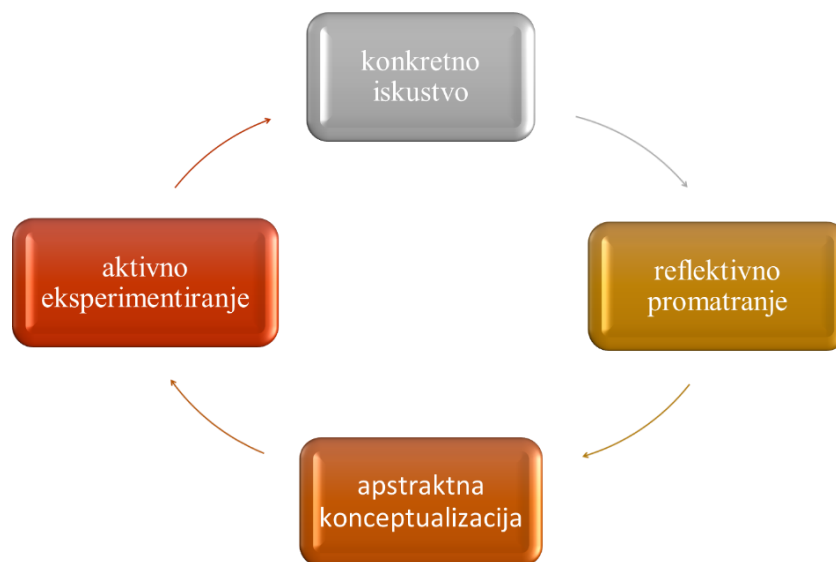 konkretno
iskustvo
aktivno
eksperimentiranje
reflektivno
promatranje
apstraktna
konceptualizacija